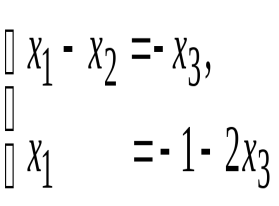 x₁ - x₂ = -x₃,
x₁ = -1 - 2x₃